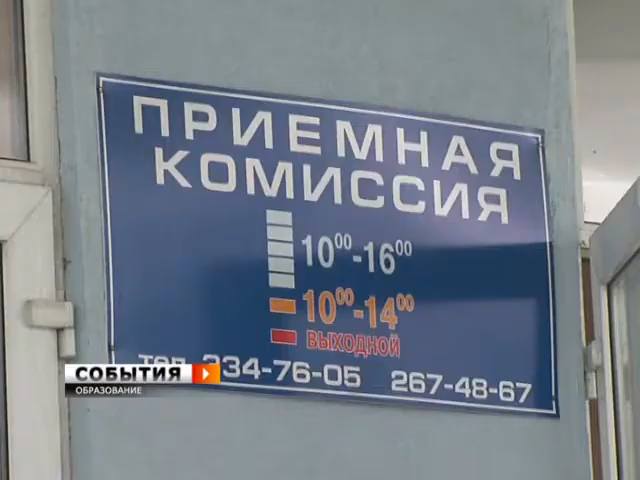 ПРИЕМНАЯ
КОМИССИЯ
10⁰⁰-16⁰⁰
10⁰⁰-14⁰⁰
ВЫХОДНОЙ
тел. 234-76-05 267-48-67
СОБЫТИЯ
ОБРАЗОВАНИЕ